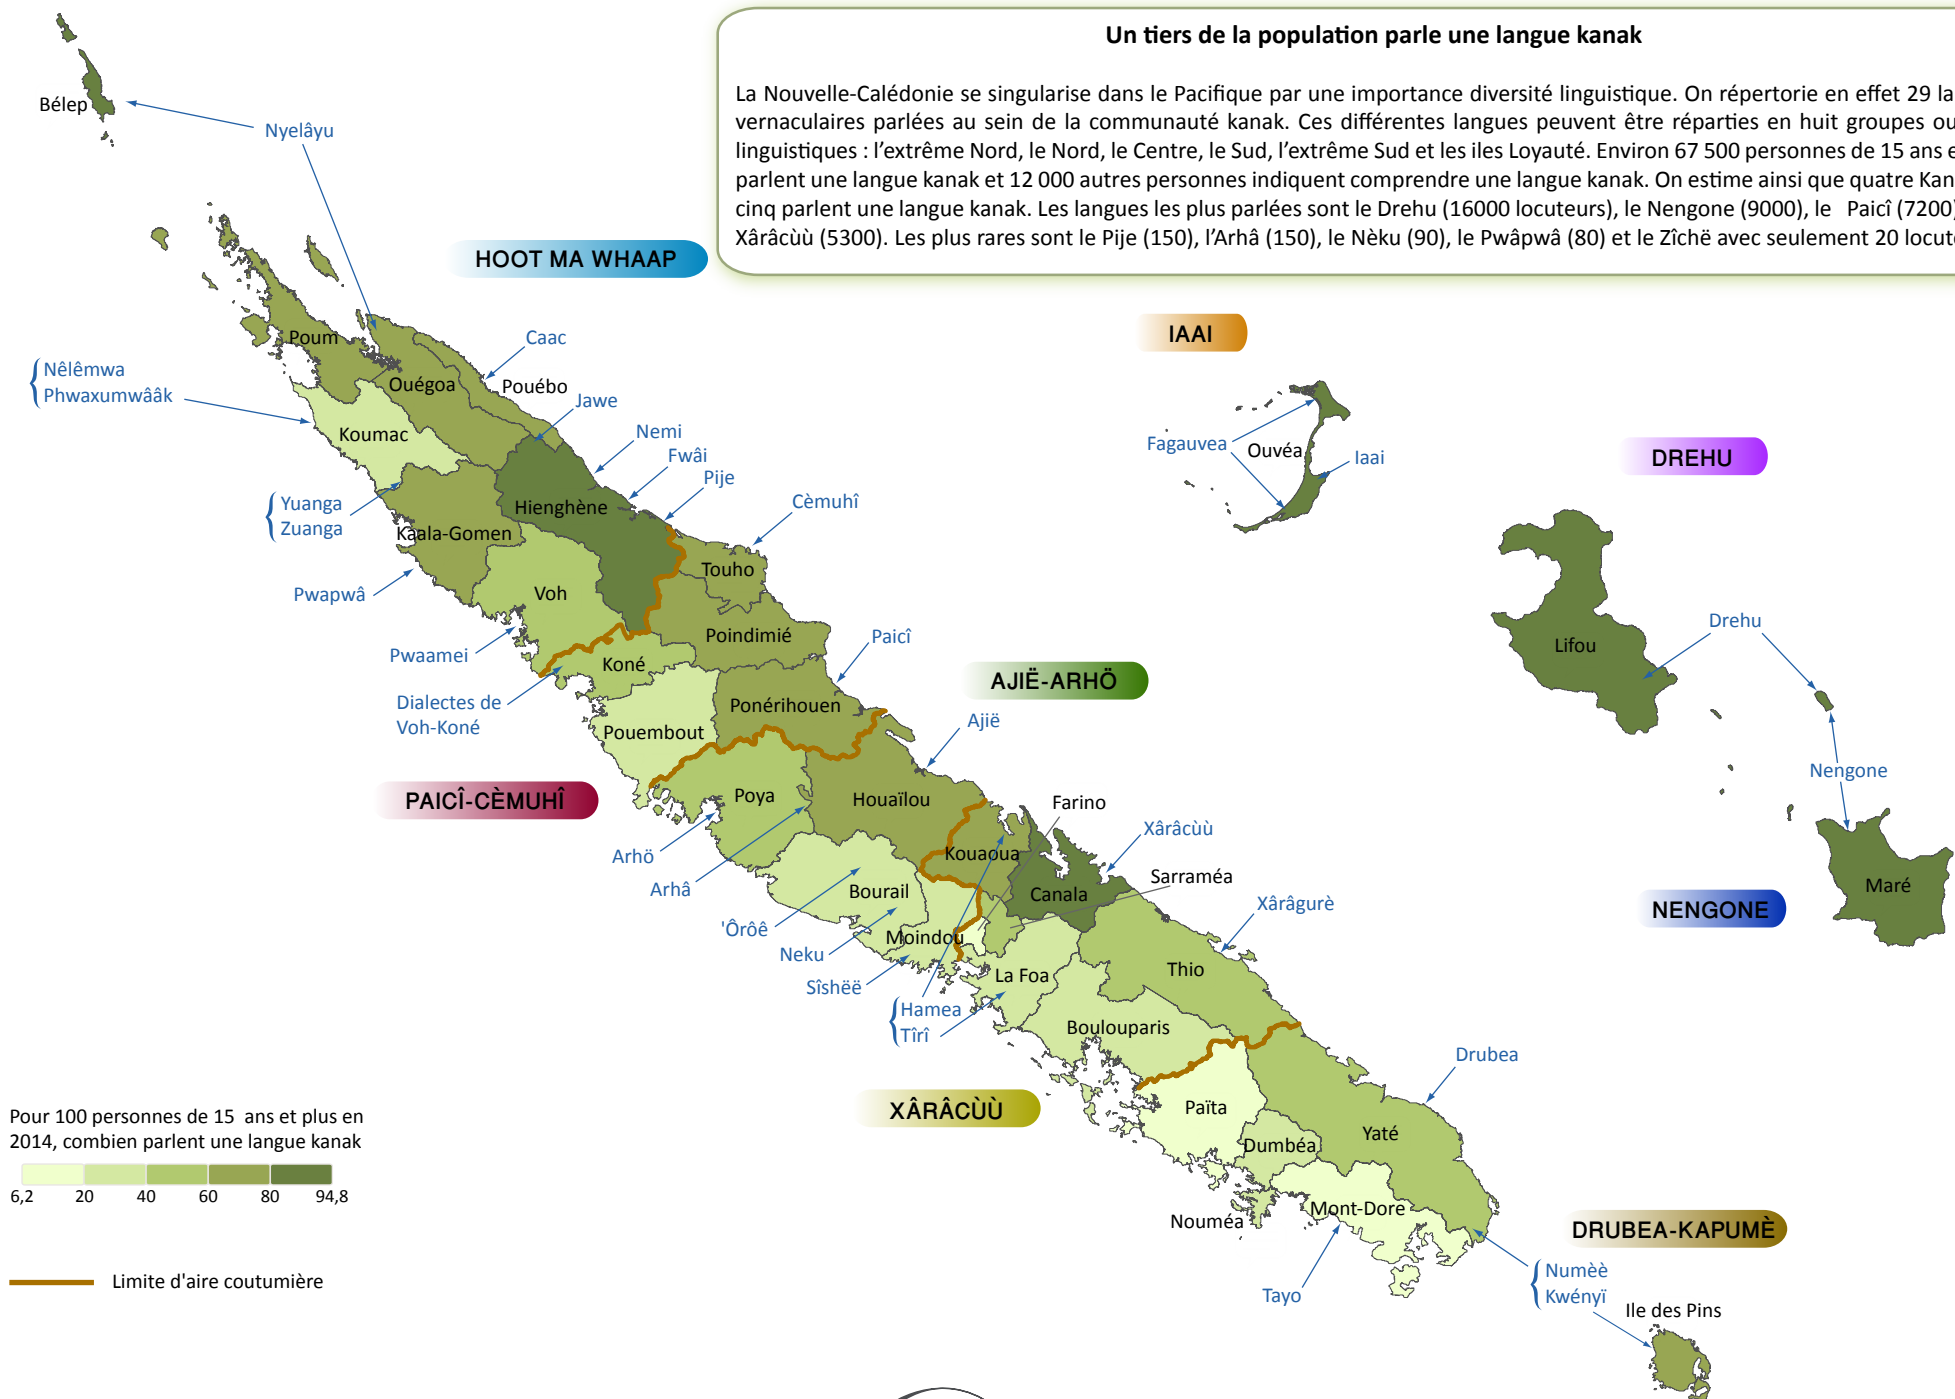 Un tiers de la population parle une langue kanak
La Nouvelle-Calédonie se singularise dans le Pacifique par une importance diversité linguistique. On répertorie en effet 29
vernaculaires parlées au sein de la communauté kanak. Ces différentes langues peuvent être réparties en huit groupes ou
linguistiques : l'extrême Nord, le Nord, le Centre, le Sud, l'extrême Sud et les iles Loyauté. Environ 67 500 personnes de 15 ans
parlent une langue kanak et 12 000 autres personnes indiquent comprendre une langue kanak. On estime ainsi que quatre
cinq parlent une langue kanak. Les langues les plus parlées sont le Drehu (16000 locuteurs), le Nengone (9000), le Paicî (7200)
Xârâcùù (5300). Les plus rares sont le Pije (150), l'Arhâ (150), le Nèku (90), le Pwâpwâ (80) et le Zîchë avec seulement 20
Bélep
Nyelâyu
HOOT MA WHAAP
IAAI
Poum
Caac
Nêlêmwa
Phwaxumwââk
Ouégoa
Pouébo
Jawe
Koumac
Nemi
Fwâi
Pije
Fagauvea
Ouvéa
Iaai
DREHU
Yuanga
Zuanga
Hienghène
Cèmuhî
Kaala-Gomen
Touho
Pwapwâ
Voh
Poindimié
Paicî
Lifou
Drehu
Pwaamei
Koné
AJIË-ARHÖ
Dialectes de
Voh-Koné
Ponérihouen
Pouembout
Ajië
Nengone
PAICÎ-CÈMUHÎ
Poya
Houaïlou
Farino
Xârâcùù
Arhö
Kouaoua
Sarraméa
Arhâ
Bourail
Canala
Maré
Xârâgurè
NENGONE
'Ôrôê
Moindou
Neku
Sîshëë
La Foa
Thio
Hamea
Tîrî
Boulouparis
Drubea
XÂRÂCÙÙ
Païta
Yaté
Dumbéa
Pour 100 personnes de 15 ans et plus en
2014, combien parlent une langue kanak
6,2 20 40 60 80 94,8
Nouméa
Mont-Dore
DRUBEA-KAPUMÈ
Limite d'aire coutumière
Tayo
Numèè
Kwényï
Ile des Pins